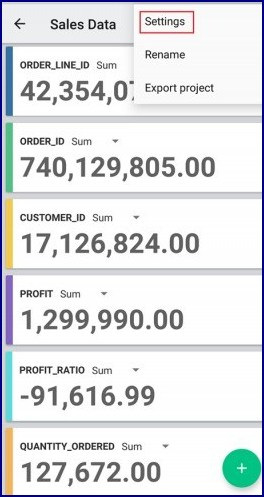 Sales Data
Settings
Rename
Export project
ORDER_LINE_ID Sum
42,354,07
ORDER_ID Sum
740,129,805.00
CUSTOMER_ID Sum
17,126,824.00
PROFIT Sum
1,299,990.00
PROFIT_RATIO Sum
-91,616.99
QUANTITY_ORDERED Sum
127,672.00
+